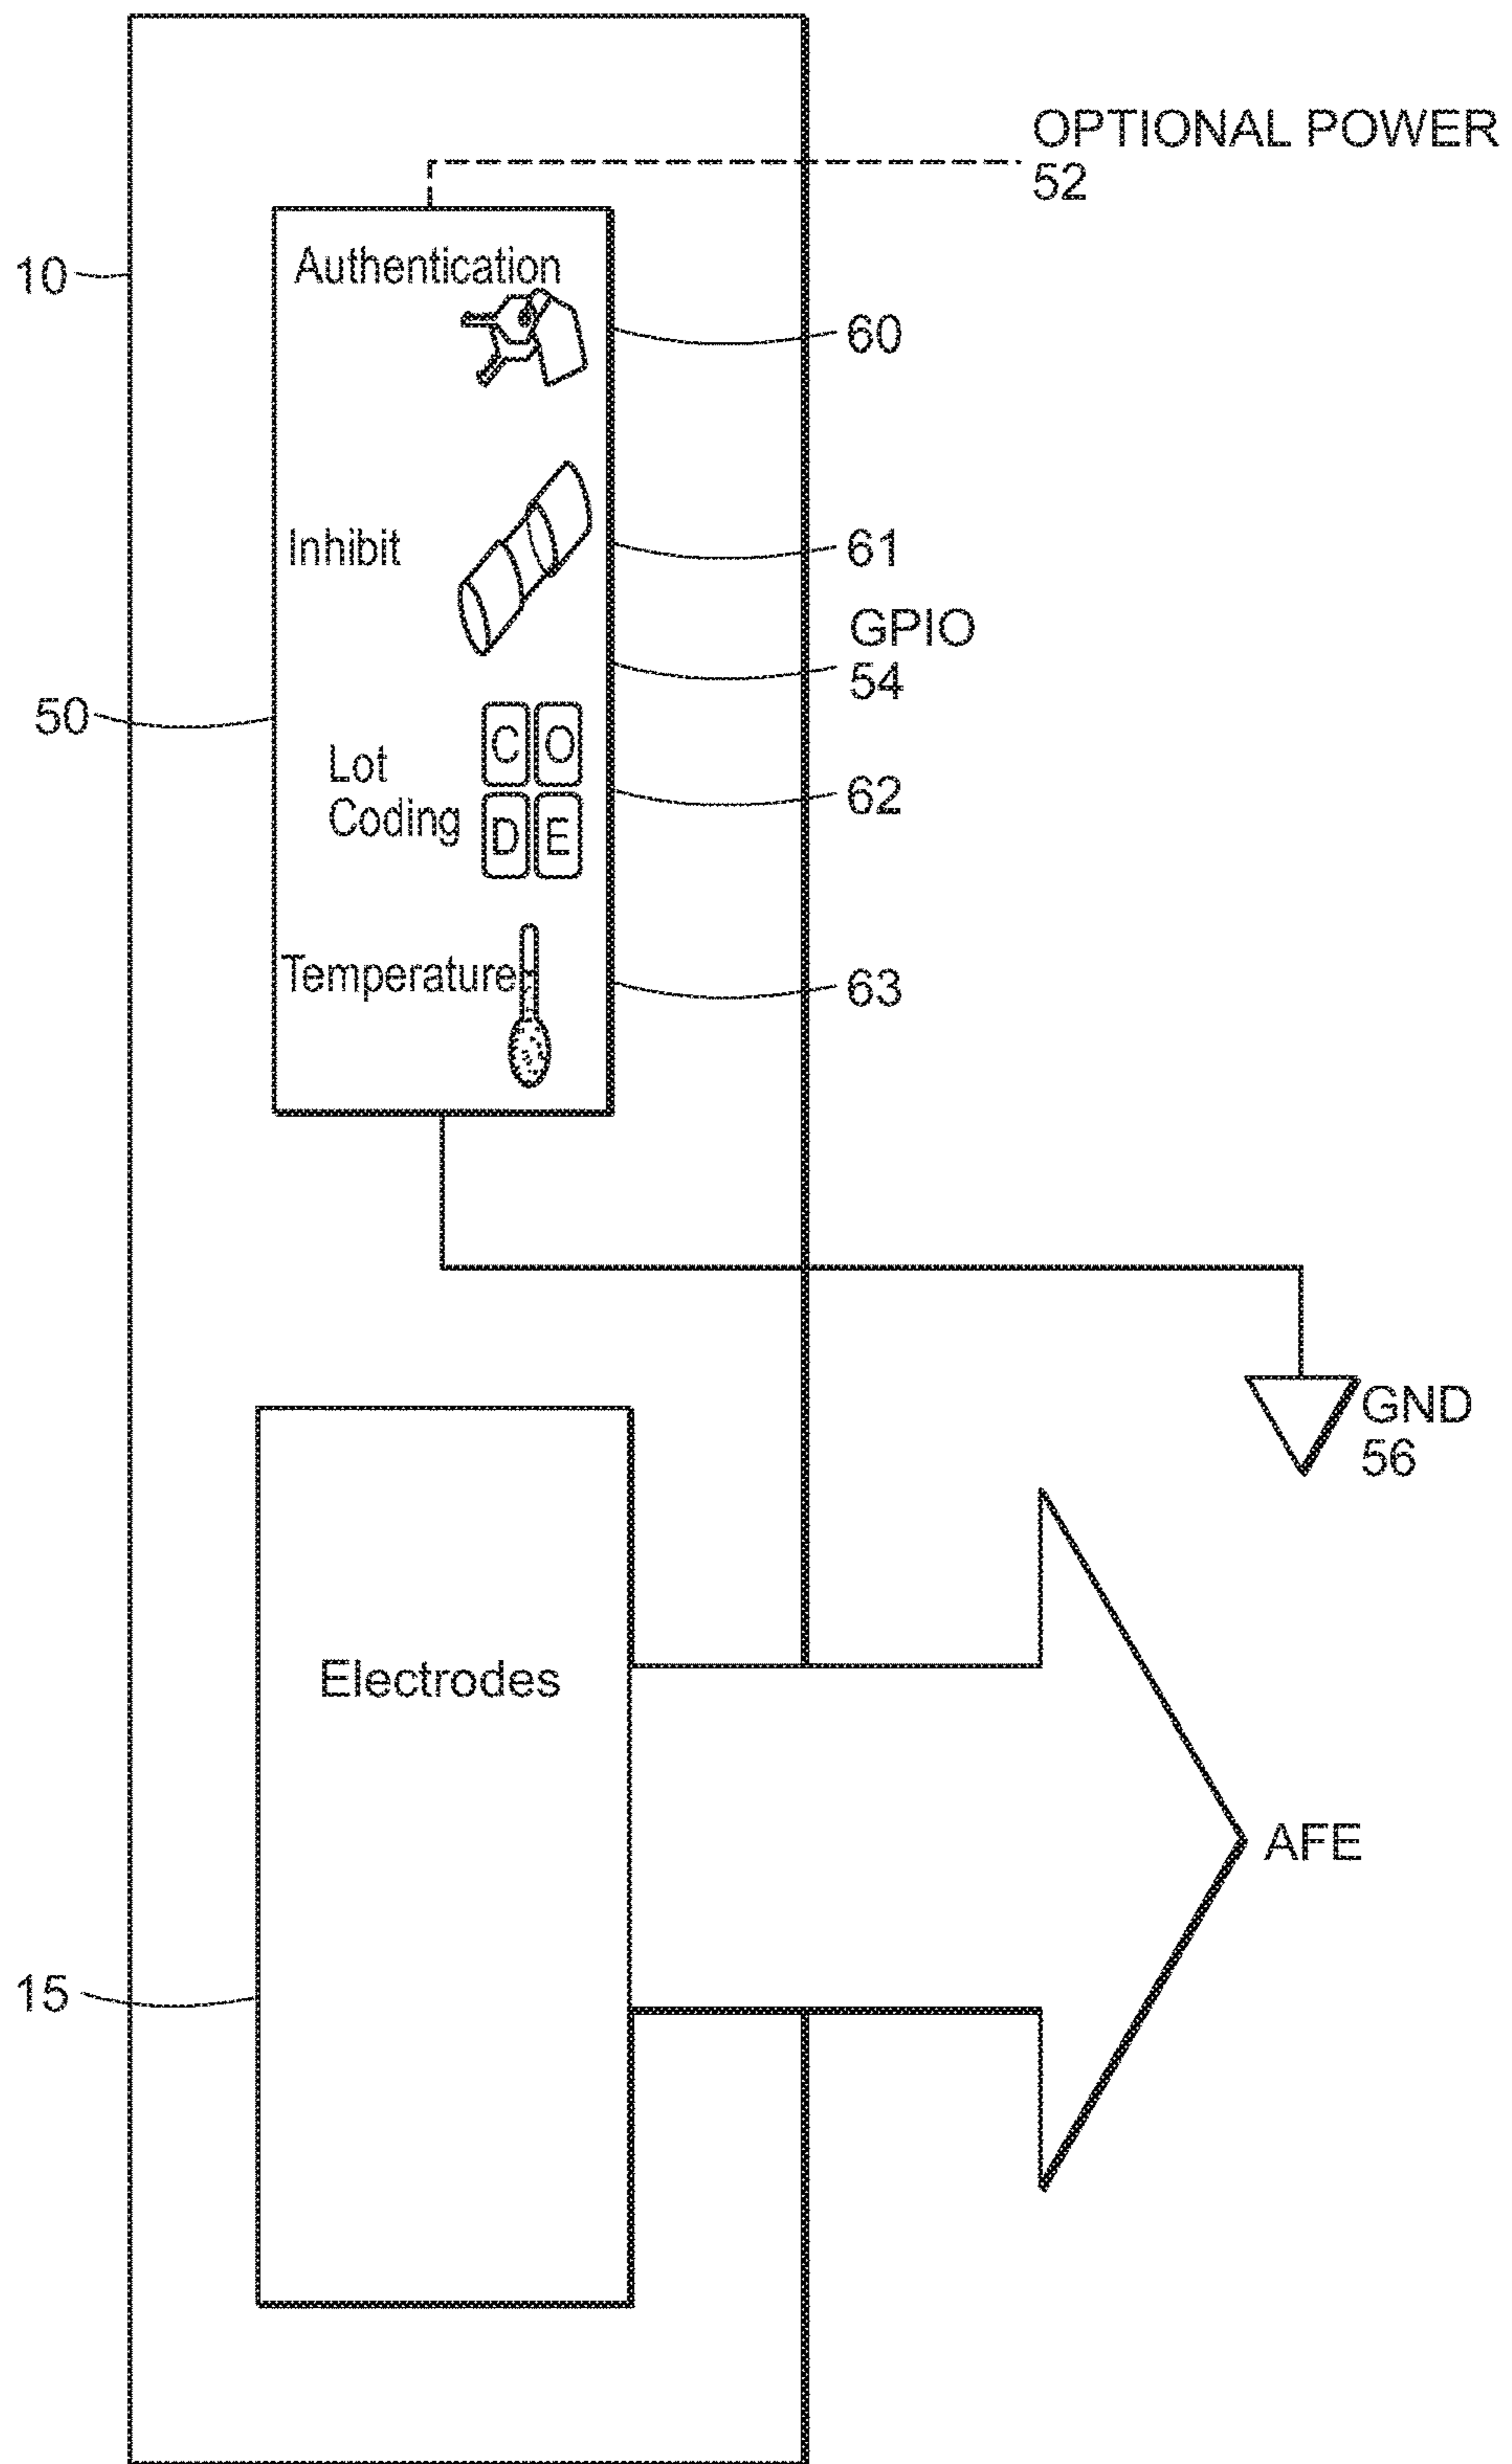 OPTIONAL POWER
52
10
Authentication
60
Inhibit
61
GPIO
54
50
Lot
Coding
C O
D E
62
Temperature
63
GND
56
Electrodes
AFE
15